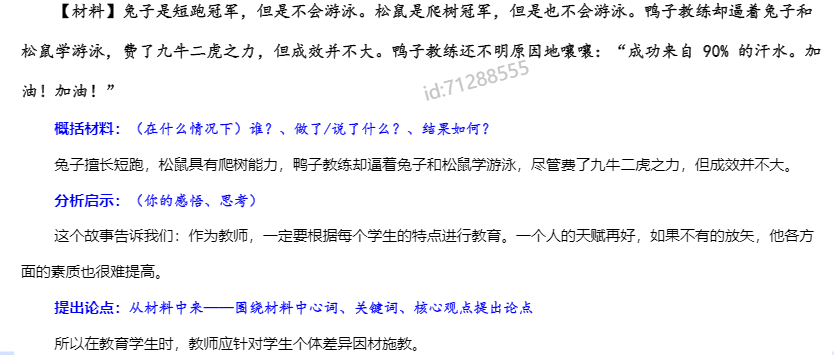 【材料】兔子是短跑冠军，但是不会游泳。松鼠是爬树冠军，但是也不会游泳。鸭子教练却逼着兔子和
松鼠学游泳，费了九牛二虎之力，但成效并不大。鸭子教练还不明原因地嚷嚷：“成功来自 90% 的汗水。加
油！加油！”
id:71288555
概括材料：（在什么情况下）谁？、做了/说了什么？、结果如何？
兔子擅长短跑，松鼠具有爬树能力，鸭子教练却逼着兔子和松鼠学游泳，尽管费了九牛二虎之力，但成效并不大。
分析启示：（你的感悟、思考）
这个故事告诉我们：作为教师，一定要根据每个学生的特点进行教育。一个人的天赋再好，如果不有的放矢，他各方
面的素质也很难提高。
提出论点：从材料中来——围绕材料中心词、关键词、核心观点提出论点
所以在教育学生时，教师应针对学生个体差异因材施教。